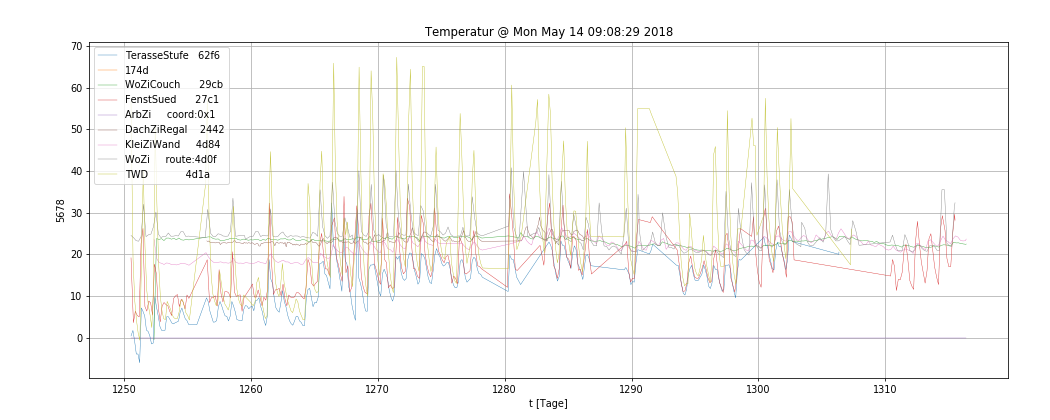 Temperatur @ Mon May 14 09:08:29 2018
70
60
50
40
30
20
10
0
5678
TerasseStufe 62f6
174d
WoZiCouch 29cb
FenstSued 27c1
ArbZi coord:0x1
DachZiRegal 2442
KleiZiWand 4d84
WoZi route:4d0f
TWD 4d1a
1250 1260 1270 1280 1290 1300 1310
t [Tage]